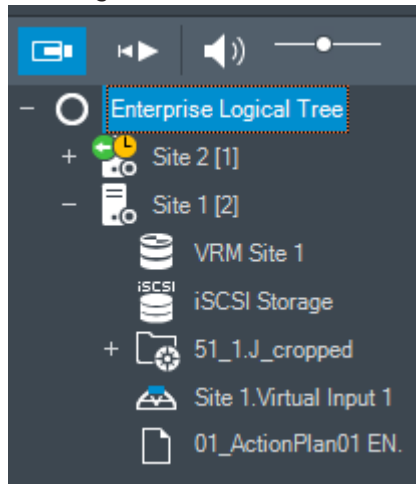 Enterprise Logical Tree
Site 2 [1]
Site 1 [2]
VRM Site 1
iSCSI
iSCSI Storage
51_1.J_cropped
Site 1.Virtual Input 1
01_ActionPlan01 EN.